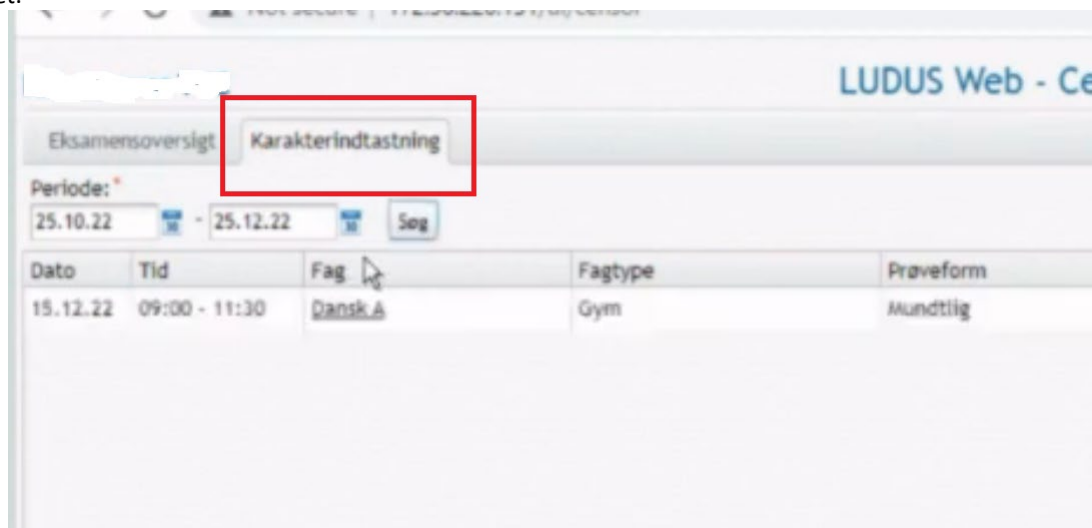 LUDUS Web - Ce
Eksamensoversigt Karakterindtastning
Periode:*
25.10.22 - 25.12.22 Søg
Dato Tid Fag Fagtype Prøveform
15.12.22 09:00 - 11:30 Dansk A Gym Mundtlig